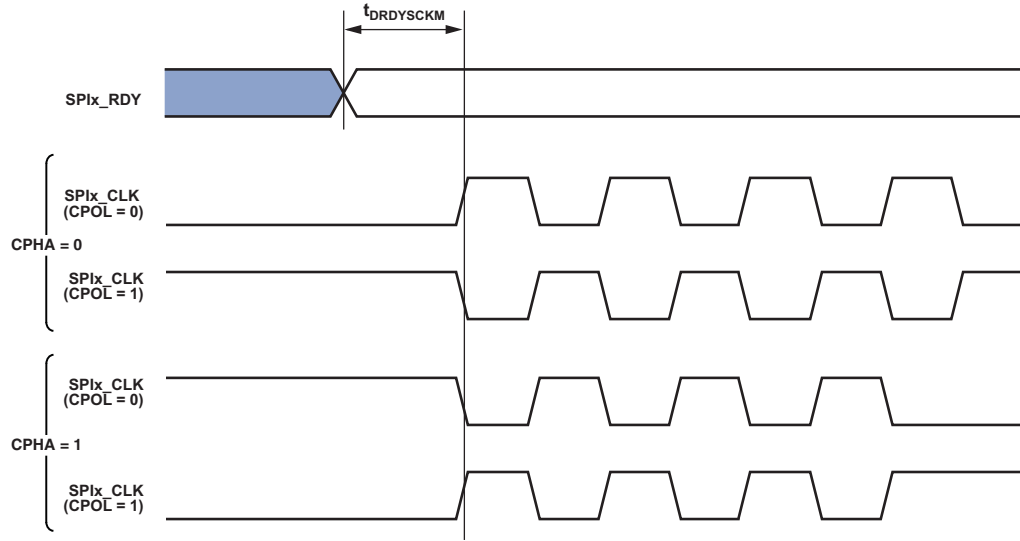 tDRDYSCKM
SPIx_RDY
SPIx_CLK
(CPOL = 0)
CPHA = 0
SPIx_CLK
(CPOL = 1)
SPIx_CLK
(CPOL = 0)
CPHA = 1
SPIx_CLK
(CPOL = 1)